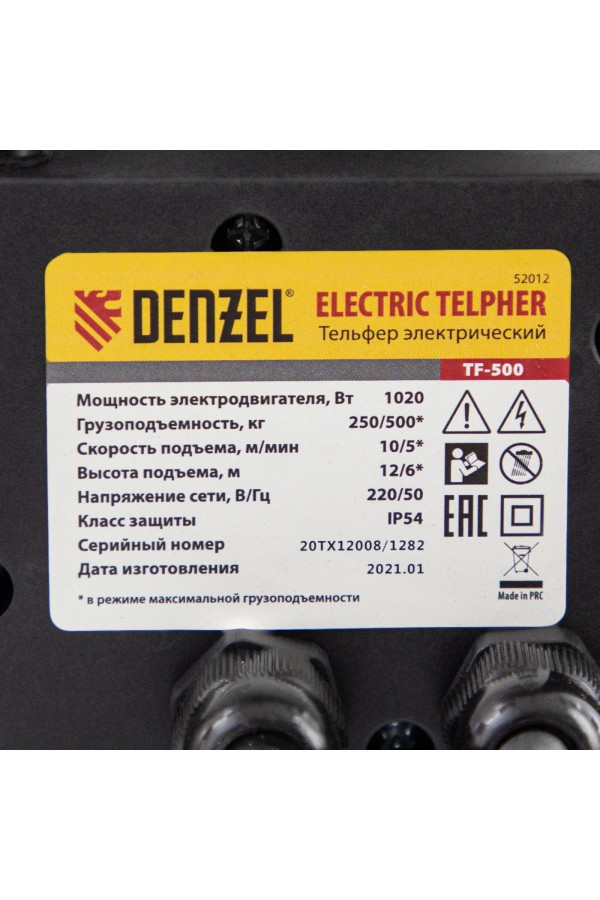 52012
DENZEL® ELECTRIC TELPHER
Тельфер электрический
TF-500
Мощность электродвигателя, Вт 1020
Грузоподъемность, кг 250/500*
Скорость подъема, м/мин 10/5*
Высота подъема, м 12/6*
Напряжение сети, В/Гц 220/50
Класс защиты IP54
Серийный номер 20TX12008/1282
Дата изготовления 2021.01
* в режиме максимальной грузоподъемности
EAC
Made in PRC